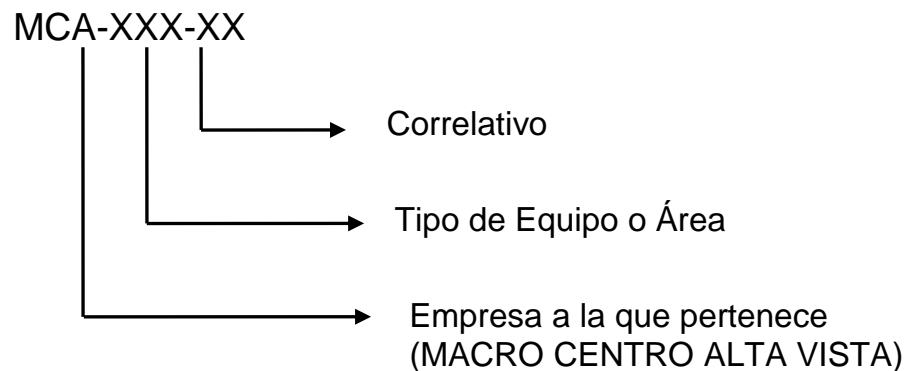 MCA-XXX-XX
Correlativo
Tipo de Equipo o Área
Empresa a la que pertenece
(MACRO CENTRO ALTA VISTA)